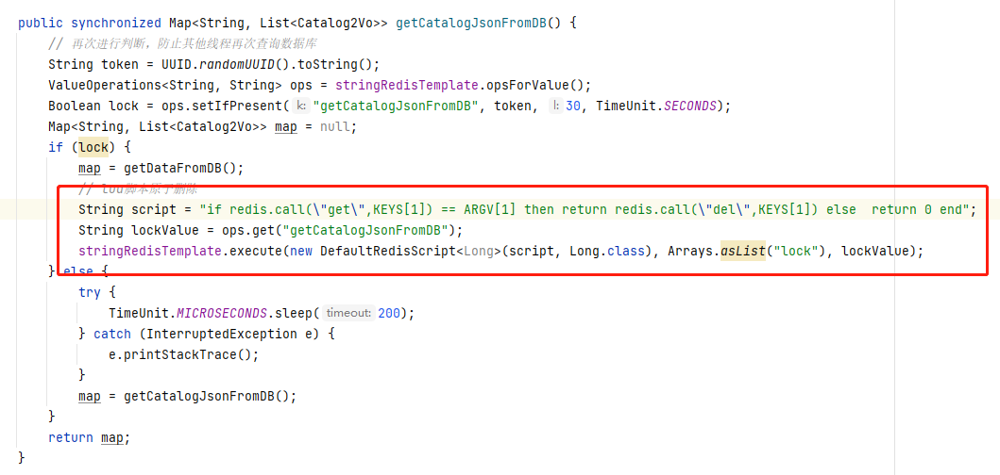 public synchronized Map<String, List<Catalog2Vo>> getCatalogJsonFromDB() {
// 再次进行判断，防止其他线程再次查询数据库
String token = UUID.randomUUID().toString();
ValueOperations<String, String> ops = stringRedisTemplate.opsForValue();
Boolean lock = ops.setIfPresent( k: "getCatalogJsonFromDB", token, l: 30, TimeUnit.SECONDS);
Map<String, List<Catalog2Vo>> map = null;
if (lock) {
map = getDataFromDB();
// lua脚本原子删除
String script = "if redis.call(\"get\",KEYS[1]) == ARGV[1] then return redis.call(\"del\",KEYS[1]) else  return 0 end";
String lockValue = ops.get("getCatalogJsonFromDB");
stringRedisTemplate.execute(new DefaultRedisScript<Long>(script, Long.class), Arrays.asList("lock"), lockValue);
} else {
try {
TimeUnit.MICROSECONDS.sleep( timeout: 200);
} catch (InterruptedException e) {
e.printStackTrace();
}
map = getCatalogJsonFromDB();
}
return map;
}